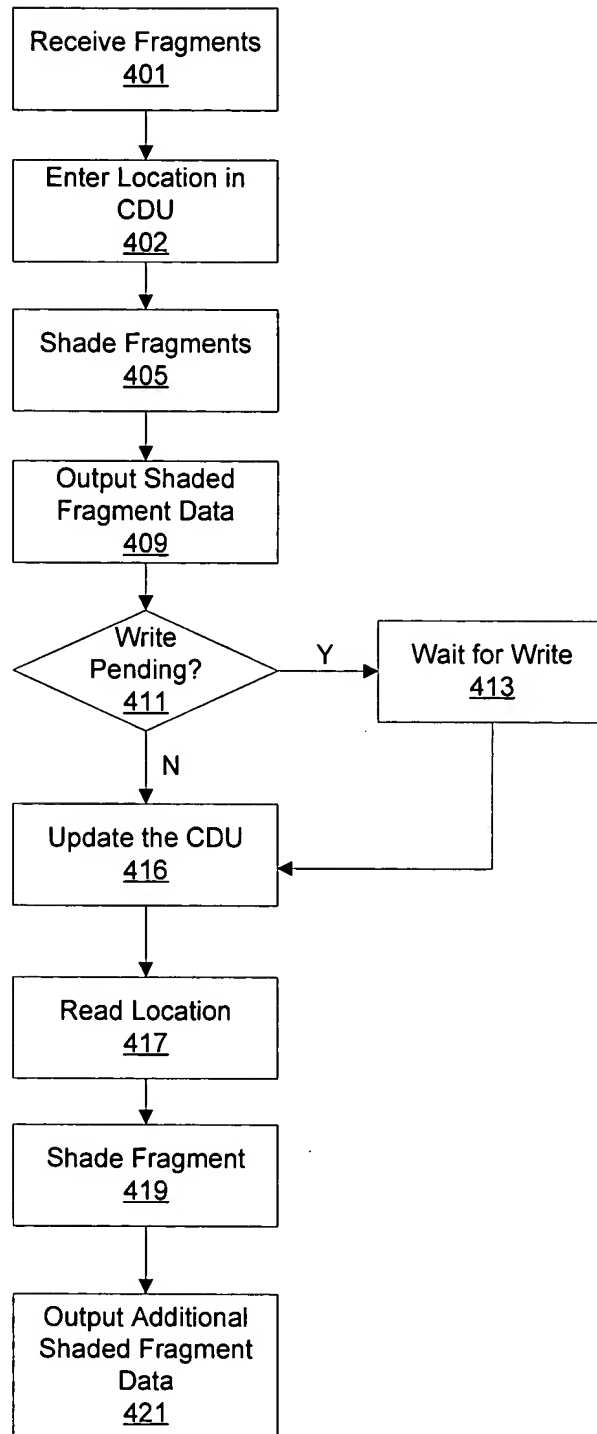 Receive Fragments
401
Enter Location in
CDU
402
Shade Fragments
405
Output Shaded
Fragment Data
409
Write
Pending?
411
Y
Wait for Write
413
N
Update the CDU
416
Read Location
417
Shade Fragment
419
Output Additional
Shaded Fragment
Data
421